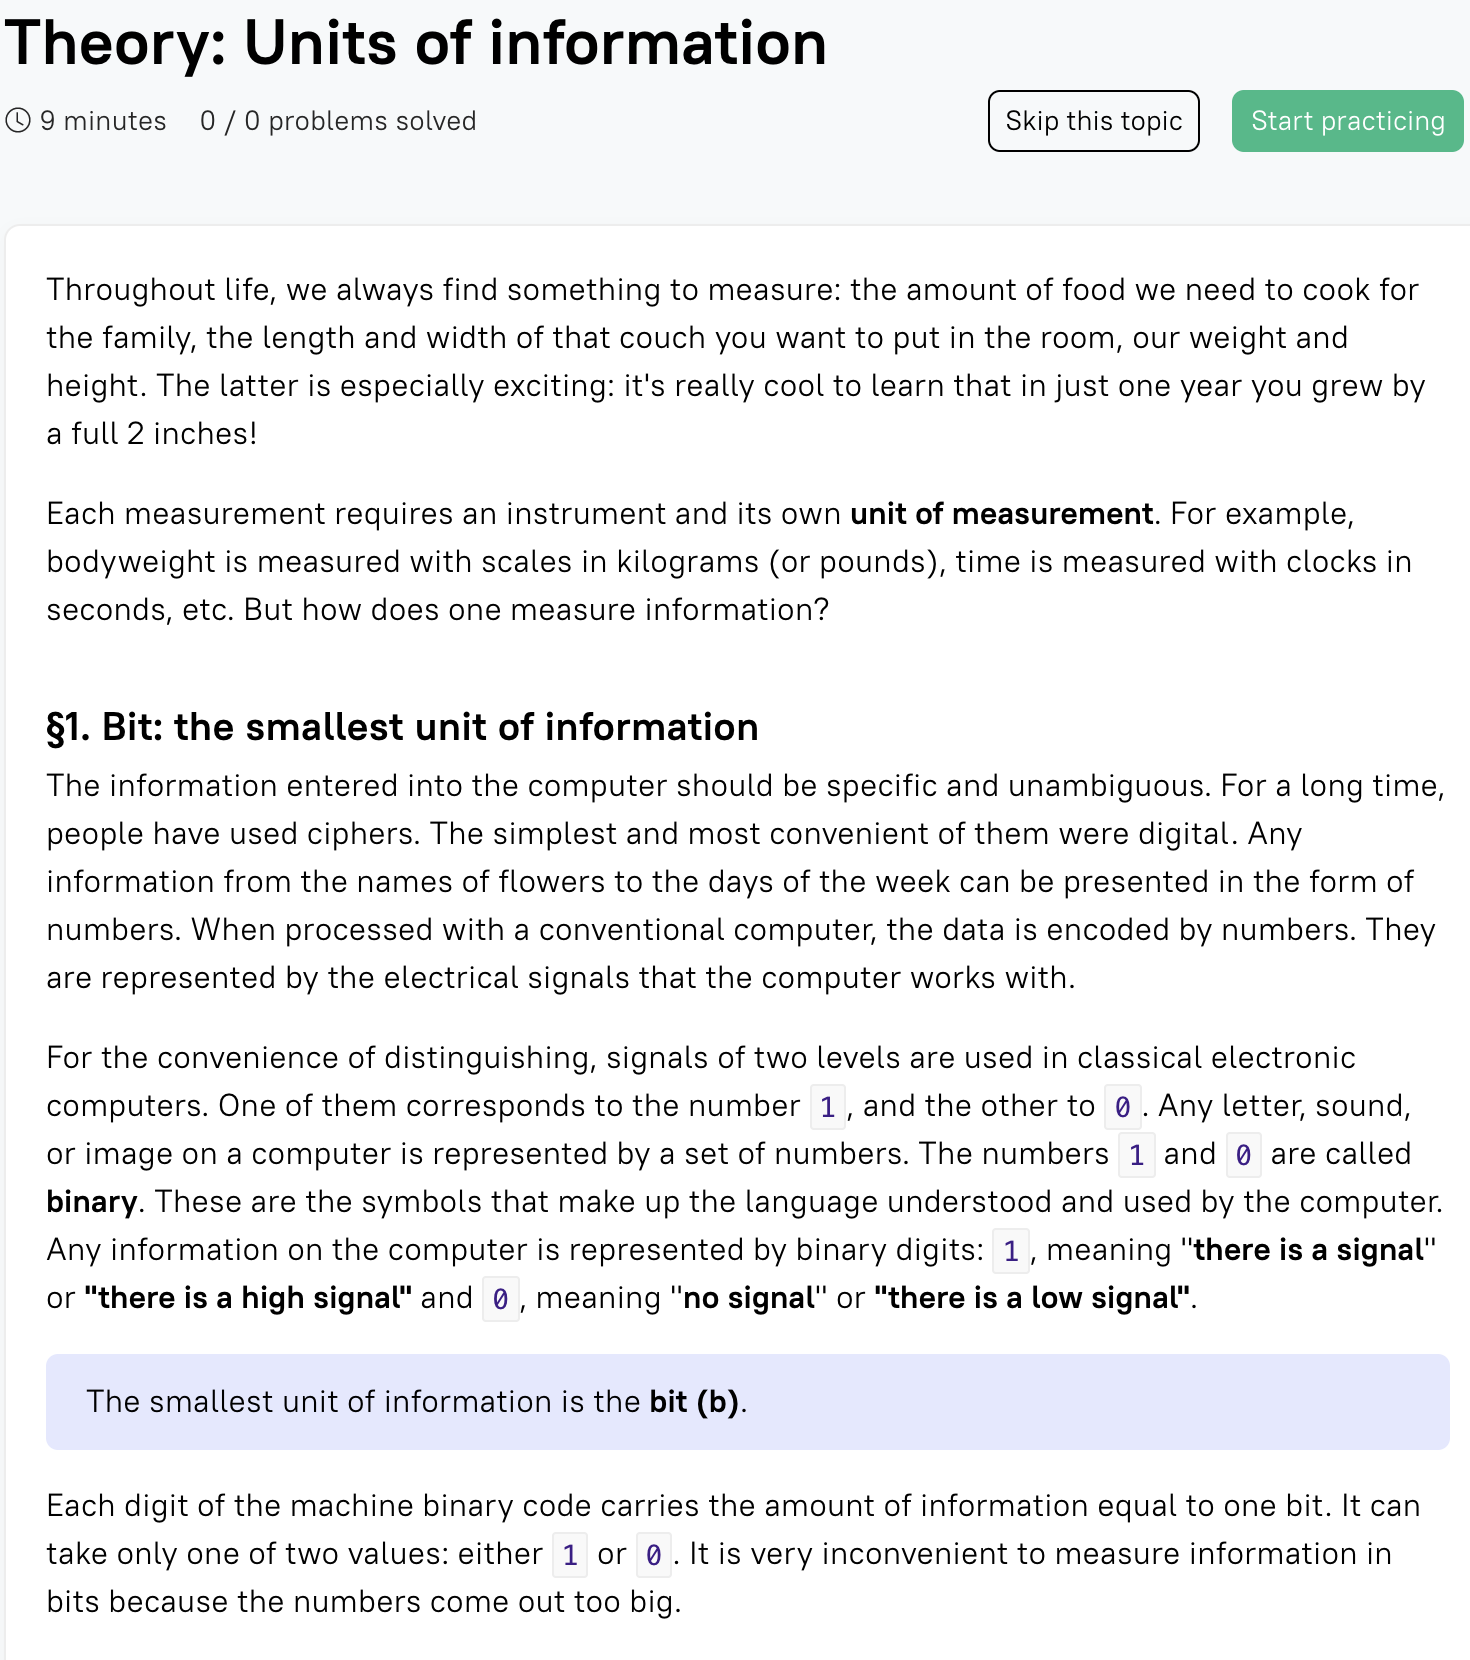 Theory: Units of information
9 minutes 0 / 0 problems solved Skip this topic Start practicing
Throughout life, we always find something to measure: the amount of food we need to cook for
the family, the length and width of that couch you want to put in the room, our weight and
height. The latter is especially exciting: it's really cool to learn that in just one year you grew by
a full 2 inches!
Each measurement requires an instrument and its own unit of measurement. For example,
bodyweight is measured with scales in kilograms (or pounds), time is measured with clocks in
seconds, etc. But how does one measure information?
§1. Bit: the smallest unit of information
The information entered into the computer should be specific and unambiguous. For a long time,
people have used ciphers. The simplest and most convenient of them were digital. Any
information from the names of flowers to the days of the week can be presented in the form of
numbers. When processed with a conventional computer, the data is encoded by numbers. They
are represented by the electrical signals that the computer works with.
For the convenience of distinguishing, signals of two levels are used in classical electronic
computers. One of them corresponds to the number 1, and the other to 0. Any letter, sound,
or image on a computer is represented by a set of numbers. The numbers 1 and 0 are called
binary. These are the symbols that make up the language understood and used by the computer.
Any information on the computer is represented by binary digits: 1, meaning "there is a signal"
or "there is a high signal" and 0, meaning "no signal" or "there is a low signal".
The smallest unit of information is the bit (b).
Each digit of the machine binary code carries the amount of information equal to one bit. It can
take only one of two values: either 1 or 0. It is very inconvenient to measure information in
bits because the numbers come out too big.